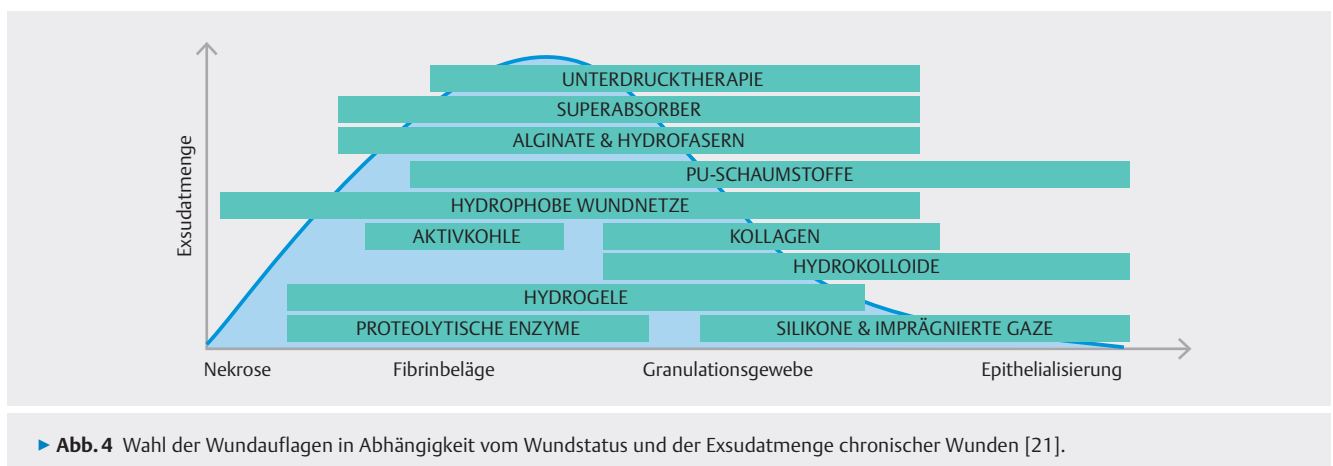 Exsudatmenge
UNTERDRUCKTHERAPIE
SUPERABSORBER
ALGINATE & HYDROFASERN
PU-SCHAUMSTOFFE
HYDROPHOBE WUNDNETZE
AKTIVKOHLE KOLLAGEN
HYDROKOLLOIDE
HYDROGELE
PROTEOLYTISCHE ENZYME SILIKONE & IMPRÄGNIERTE GAZE
Nekrose Fibrinbeläge Granulationsgewebe Epithelialisierung
▶ Abb. 4 Wahl der Wundauflagen in Abhängigkeit vom Wundstatus und der Exsudatmenge chronischer Wunden [21].